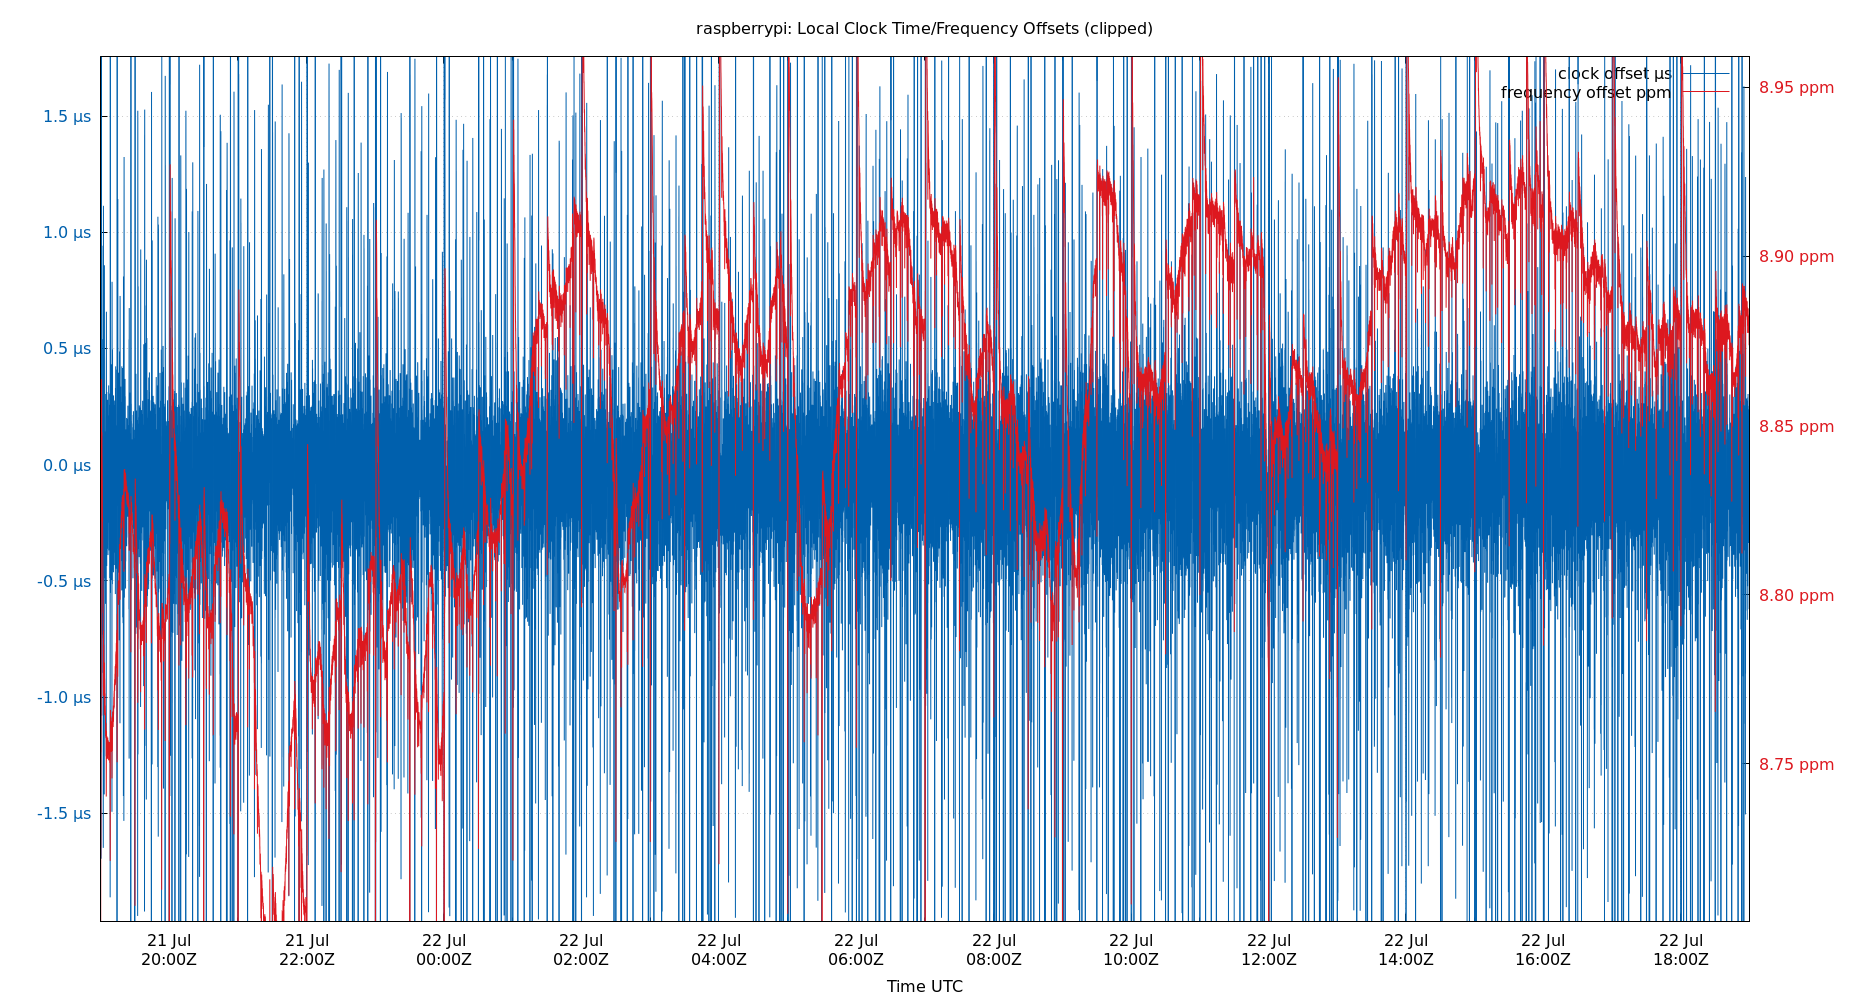 raspberrypi: Local Clock Time/Frequency Offsets (clipped)
clock offset µs
frequency offset ppm
1.5 µs
1.0 µs
0.5 µs
0.0 µs
-0.5 µs
-1.0 µs
-1.5 µs
8.95 ppm
8.90 ppm
8.85 ppm
8.80 ppm
8.75 ppm
21 Jul 21 Jul 22 Jul 22 Jul 22 Jul 22 Jul 22 Jul 22 Jul 22 Jul 22 Jul 22 Jul 22 Jul
20:00Z 22:00Z 00:00Z 02:00Z 04:00Z 06:00Z 08:00Z 10:00Z 12:00Z 14:00Z 16:00Z 18:00Z
Time UTC